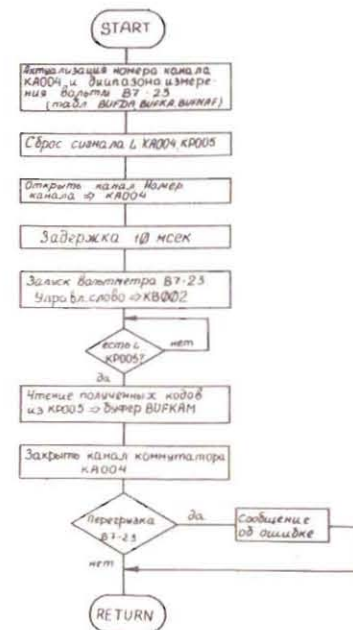 START
Актуализация номера канала
КА004 и диапазона измере-
ния вольтм В7-23
(табл BUFDA, BUFKA, BUFNAF)
Сброс сигнала L КА004, КР005
Открыть канал Номер
канала ⇒ КА004
Задержка 10 мсек
Запуск вольтметра В7-23
Управл. слово ⇒ КВ002
есть L
КР005?
нет
да
Чтение полученных кодов
из КР005 ⇒ буфер BUFKAM
Закрыть канал коммутатора
КА004
Перегрузка
В7-23
да
Сообщение
об ошибке
нет
RETURN